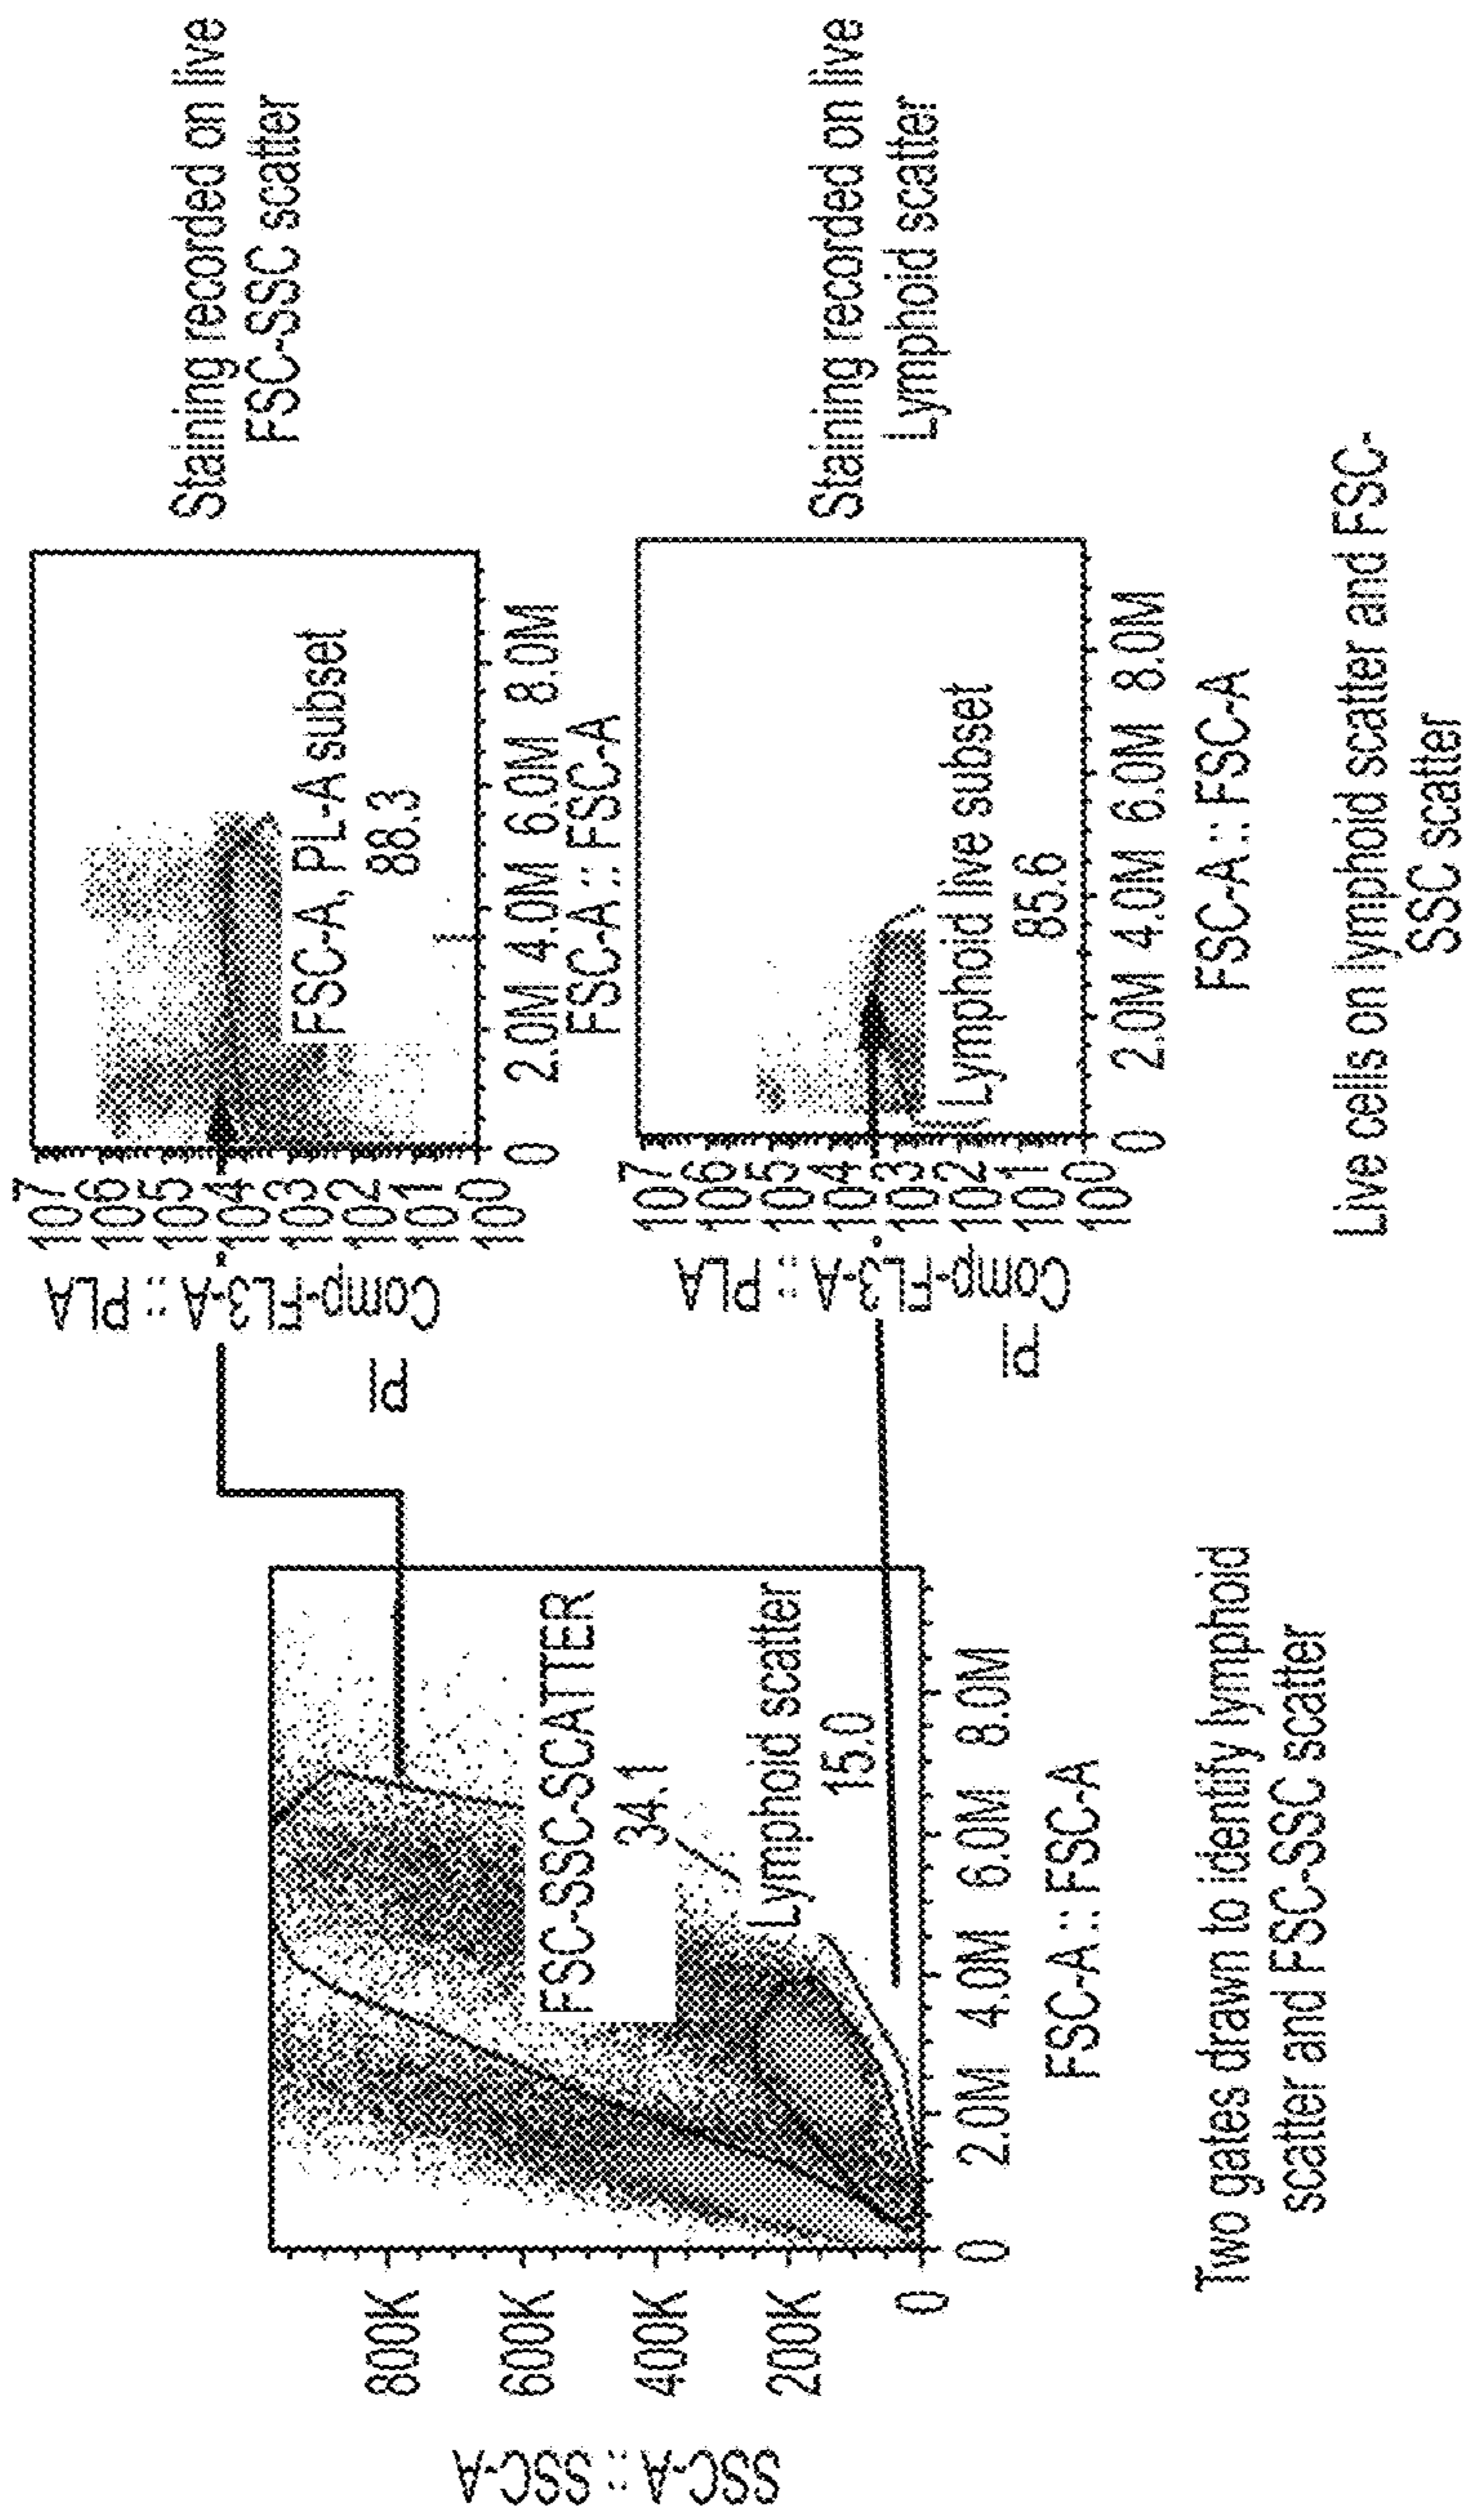 800K
600K
400K
200K
0
SSC-A :: SSC-A
FSC-SSC-SCATTER
34.1
Lymphoid scatter
15.0
0 2.0M 4.0M 6.0M 8.0M
FSC-A :: FSC-A
Two gates drawn to identify lymphoid
scatter and FSC-SSC scatter
PI
Comp-FL3-A :: PLA
107
106
105
104
103
102
101
100
FSC-A, PL-A subset
88.3
0 2.0M 4.0M 6.0M 8.0M
FSC-A :: FSC-A
Staining recorded on live
FSC-SSC scatter
PI
Comp-FL3-A :: PLA
107
106
105
104
103
102
101
100
Lymphoid live subset
85.6
0 2.0M 4.0M 6.0M 8.0M
FSC-A :: FSC-A
Staining recorded on live
Lymphoid scatter
Live cells on lymphoid scatter and FSC-
SSC scatter